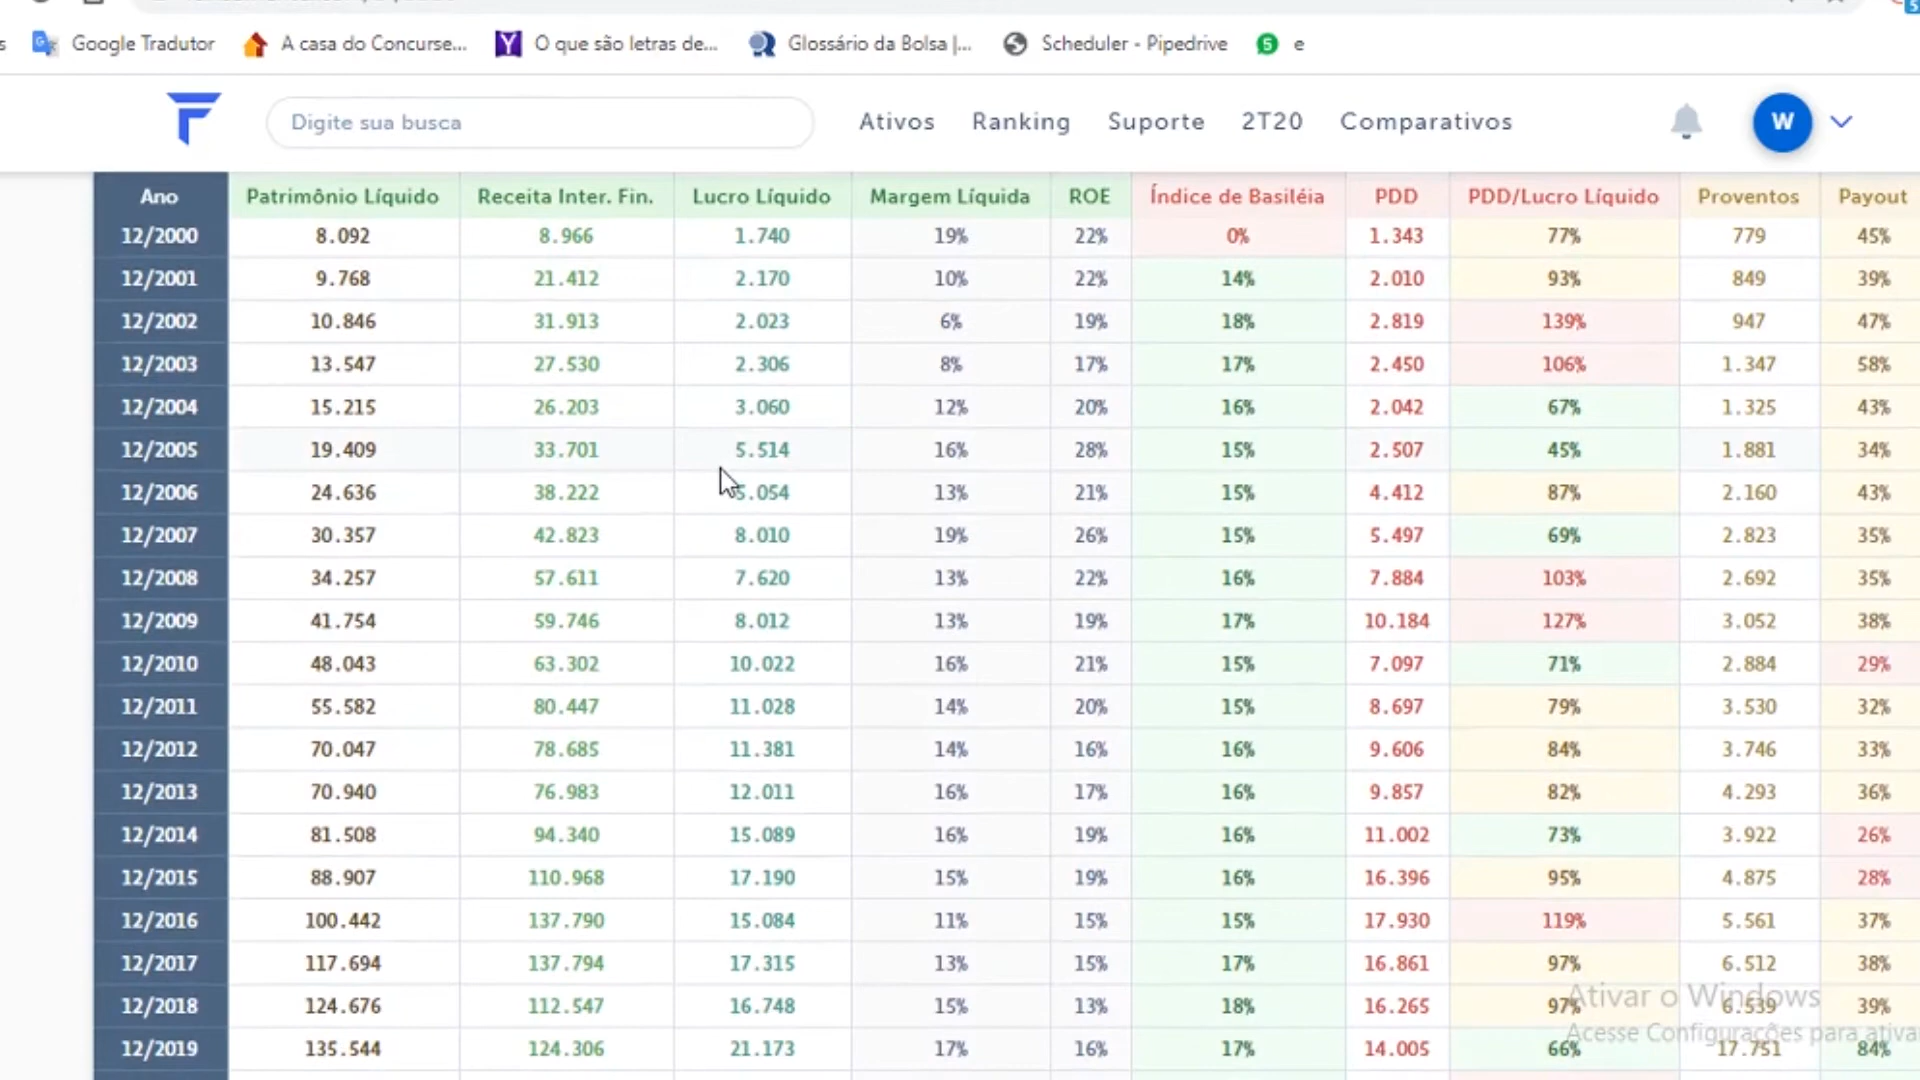 Google Tradutor A casa do Concurse... O que são letras de... Glossário da Bolsa |... Scheduler - Pipedrive e
Digite sua busca Ativos Ranking Suporte 2T20 Comparativos W
Ano Patrimônio Líquido Receita Inter. Fin. Lucro Líquido Margem Líquida ROE Índice de Basiléia PDD PDD/Lucro Líquido Proventos Payout
12/2000 8.092 8.966 1.740 19% 22% 0% 1.343 77% 779 45%
12/2001 9.768 21.412 2.170 10% 22% 14% 2.010 93% 849 39%
12/2002 10.846 31.913 2.023 6% 19% 18% 2.819 139% 947 47%
12/2003 13.547 27.530 2.306 8% 17% 17% 2.450 106% 1.347 58%
12/2004 15.215 26.203 3.060 12% 20% 16% 2.042 67% 1.325 43%
12/2005 19.409 33.701 5.514 16% 28% 15% 2.507 45% 1.881 34%
12/2006 24.636 38.222 5.054 13% 21% 15% 4.412 87% 2.160 43%
12/2007 30.357 42.823 8.010 19% 26% 15% 5.497 69% 2.823 35%
12/2008 34.257 57.611 7.620 13% 22% 16% 7.884 103% 2.692 35%
12/2009 41.754 59.746 8.012 13% 19% 17% 10.184 127% 3.052 38%
12/2010 48.043 63.302 10.022 16% 21% 15% 7.097 71% 2.884 29%
12/2011 55.582 80.447 11.028 14% 20% 15% 8.697 79% 3.530 32%
12/2012 70.047 78.685 11.381 14% 16% 16% 9.606 84% 3.746 33%
12/2013 70.940 76.983 12.011 16% 17% 16% 9.857 82% 4.293 36%
12/2014 81.508 94.340 15.089 16% 19% 16% 11.002 73% 3.922 26%
12/2015 88.907 110.968 17.190 15% 19% 16% 16.396 95% 4.875 28%
12/2016 100.442 137.790 15.084 11% 15% 15% 17.930 119% 5.561 37%
12/2017 117.694 137.794 17.315 13% 15% 17% 16.861 97% 6.512 38%
12/2018 124.676 112.547 16.748 15% 13% 18% 16.265 97% 6.539 39%
12/2019 135.544 124.306 21.173 17% 16% 17% 14.005 66% 17.751 84%
Ativar o Windows
Acesse Configurações para ativar